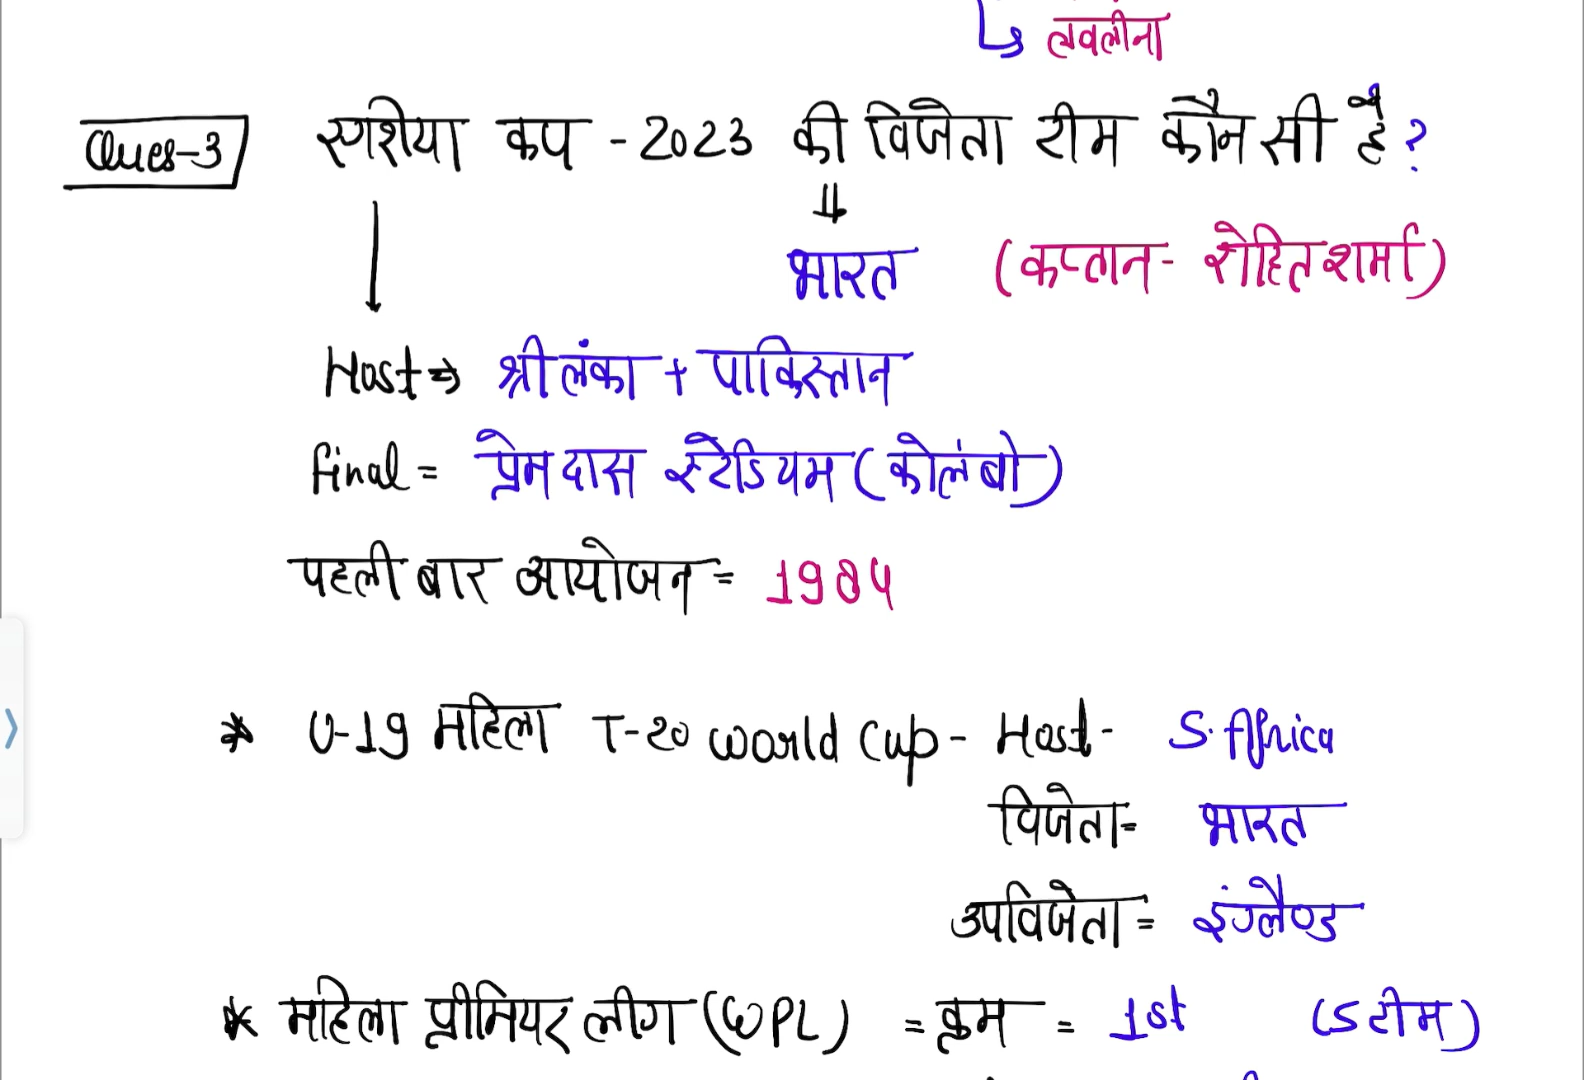 ↳ लवलीना
Ques-3 एशिया कप -2023 की विजेता टीम कौन सी है ?
⇓
भारत (कप्तान- रोहित शर्मा)
Host ⇒ श्रीलंका + पाकिस्तान
final = प्रेमदास स्टेडियम (कोलंबो)
पहली बार आयोजन = 1984
* U-19 महिला T-20 World Cup - Host - S. Africa
विजेता = भारत
उपविजेता = इंग्लैण्ड
* महिला प्रीमियर लीग (WPL) = क्रम = 1st (5 टीम)